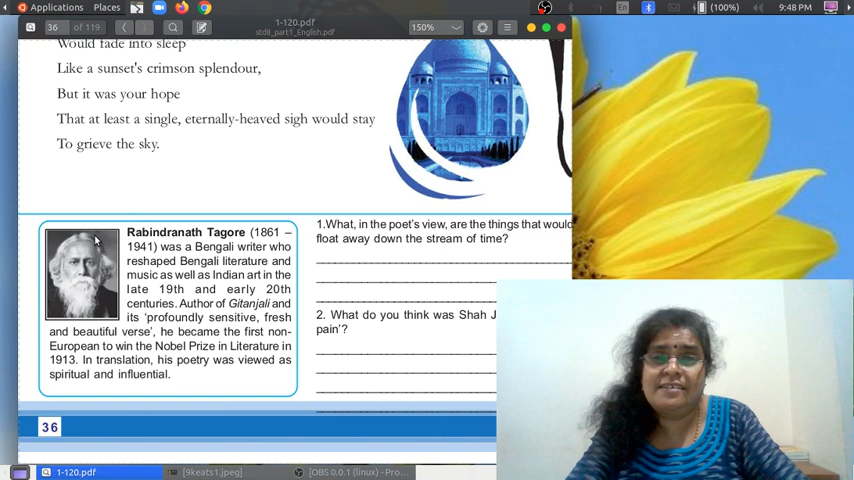 Applications Places En (100%) 9:48 PM
36 of 119 1-120.pdf 150%
std8_part1_English.pdf
Would fade into sleep
Like a sunset's crimson splendour,
But it was your hope
That at least a single, eternally-heaved sigh would stay
To grieve the sky.
Rabindranath Tagore (1861 –
1941) was a Bengali writer who
reshaped Bengali literature and
music as well as Indian art in the
late 19th and early 20th
centuries. Author of Gitanjali and
its 'profoundly sensitive, fresh
and beautiful verse', he became the first non-
European to win the Nobel Prize in Literature in
1913. In translation, his poetry was viewed as
spiritual and influential.
1.What, in the poet's view, are the things that would
float away down the stream of time?
2. What do you think was Shah J
pain'?
36
1-120.pdf [9keats1.jpeg] [OBS 0.0.1 (linux) - Pro...